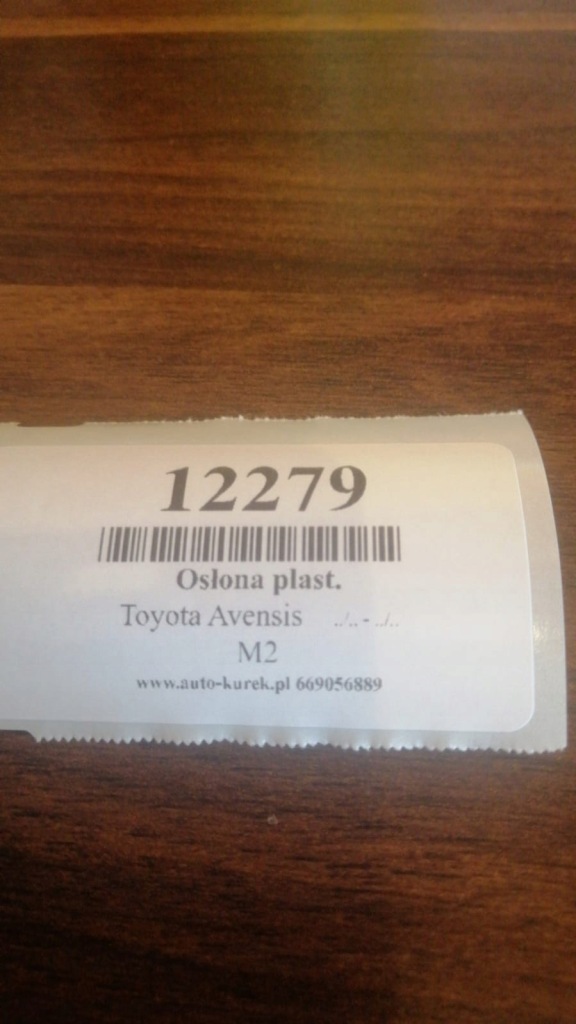 12279
Osłona plast.
Toyota Avensis ../.. - ../..
M2
www.auto-kurek.pl 669056889